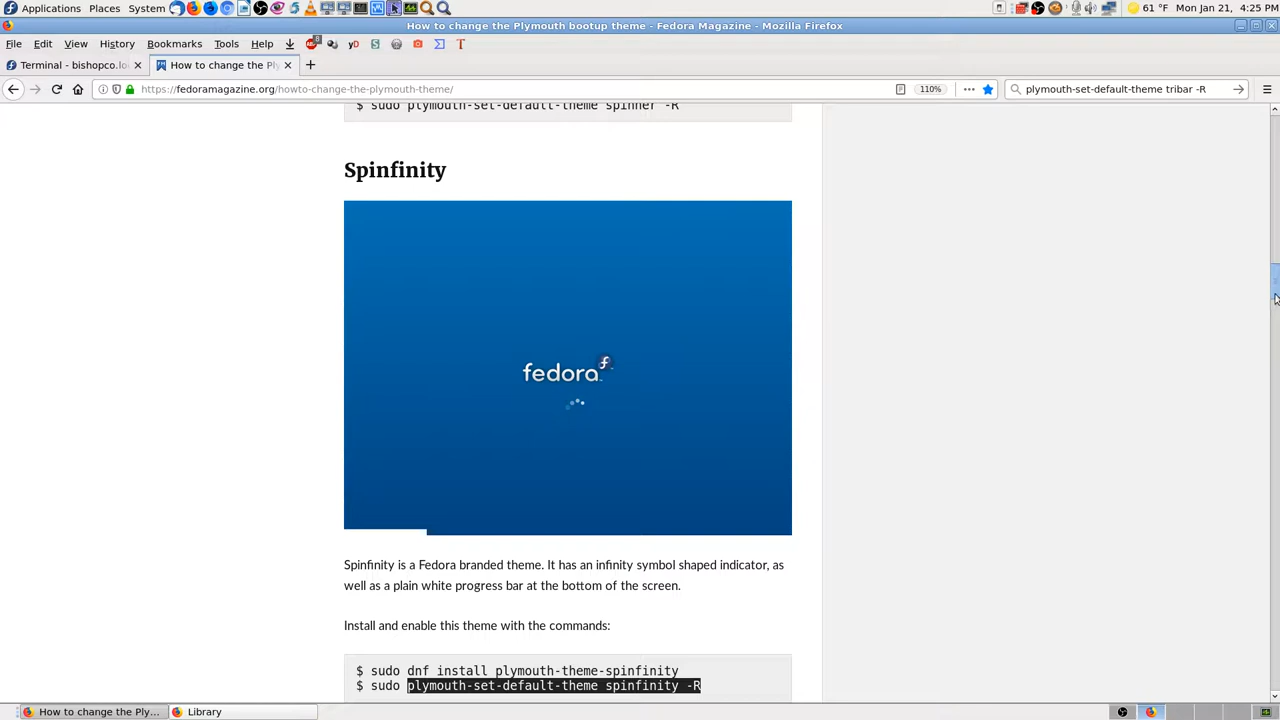 Applications Places System 61 °F Mon Jan 21, 4:25 PM
How to change the Plymouth bootup theme - Fedora Magazine - Mozilla Firefox
File Edit View History Bookmarks Tools Help
Terminal - bishopco.lo
How to change the Ply
https://fedoramagazine.org/howto-change-the-plymouth-theme/
110%
plymouth-set-default-theme tribar -R
$ sudo plymouth-set-default-theme spinner -R
Spinfinity
fedora
Spinfinity is a Fedora branded theme. It has an infinity symbol shaped indicator, as
well as a plain white progress bar at the bottom of the screen.
Install and enable this theme with the commands:
$ sudo dnf install plymouth-theme-spinfinity
$ sudo plymouth-set-default-theme spinfinity -R
How to change the Ply...
Library